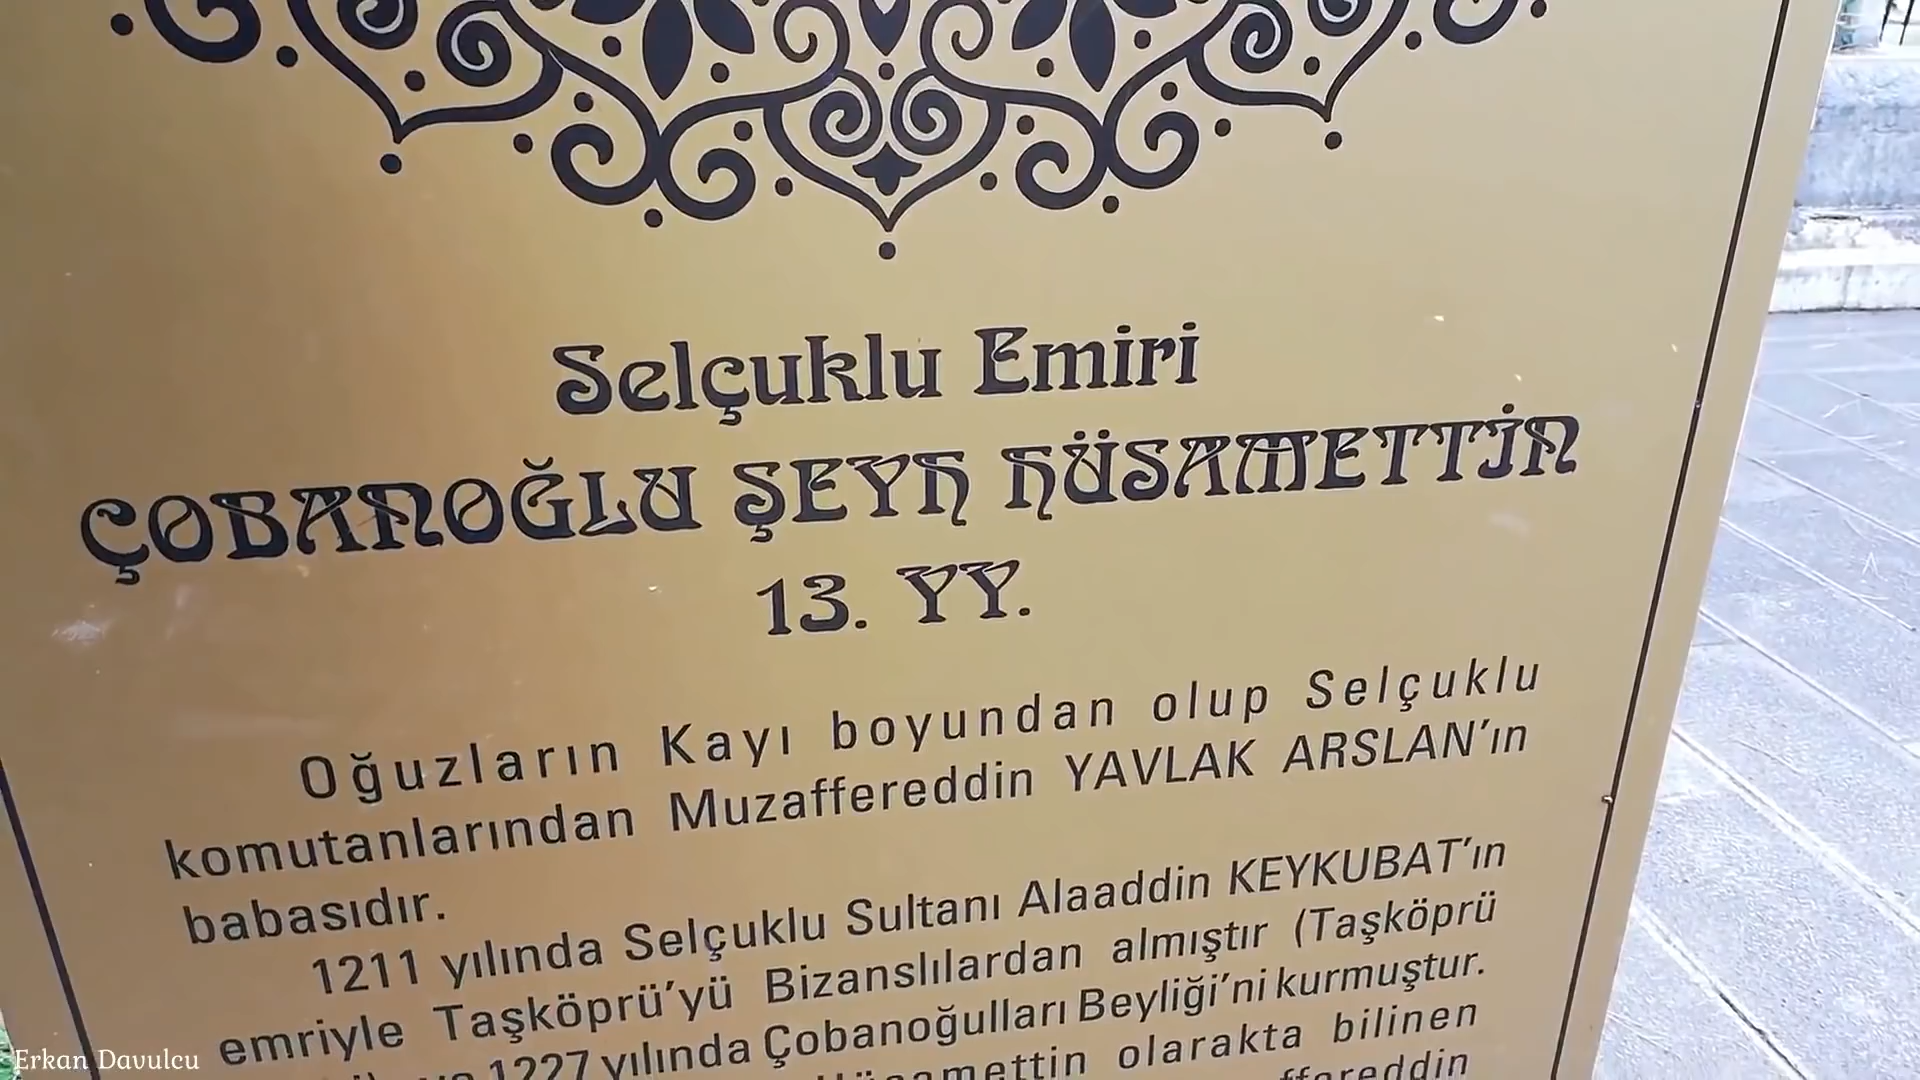 Selçuklu Emiri
ÇOBANOĞLU ŞEYH HÜSAMETTİN
13. YY.
Oğuzların Kayı boyundan olup Selçuklu
komutanlarından Muzaffereddin YAVLAK ARSLAN'ın
babasıdır.
1211 yılında Selçuklu Sultanı Alaaddin KEYKUBAT'ın
emriyle Taşköprü'yü Bizanslılardan almıştır (Taşköprü
1227 yılında Çobanoğulları Beyliği'ni kurmuştur.
olarakta bilinen
Erkan Davulcu